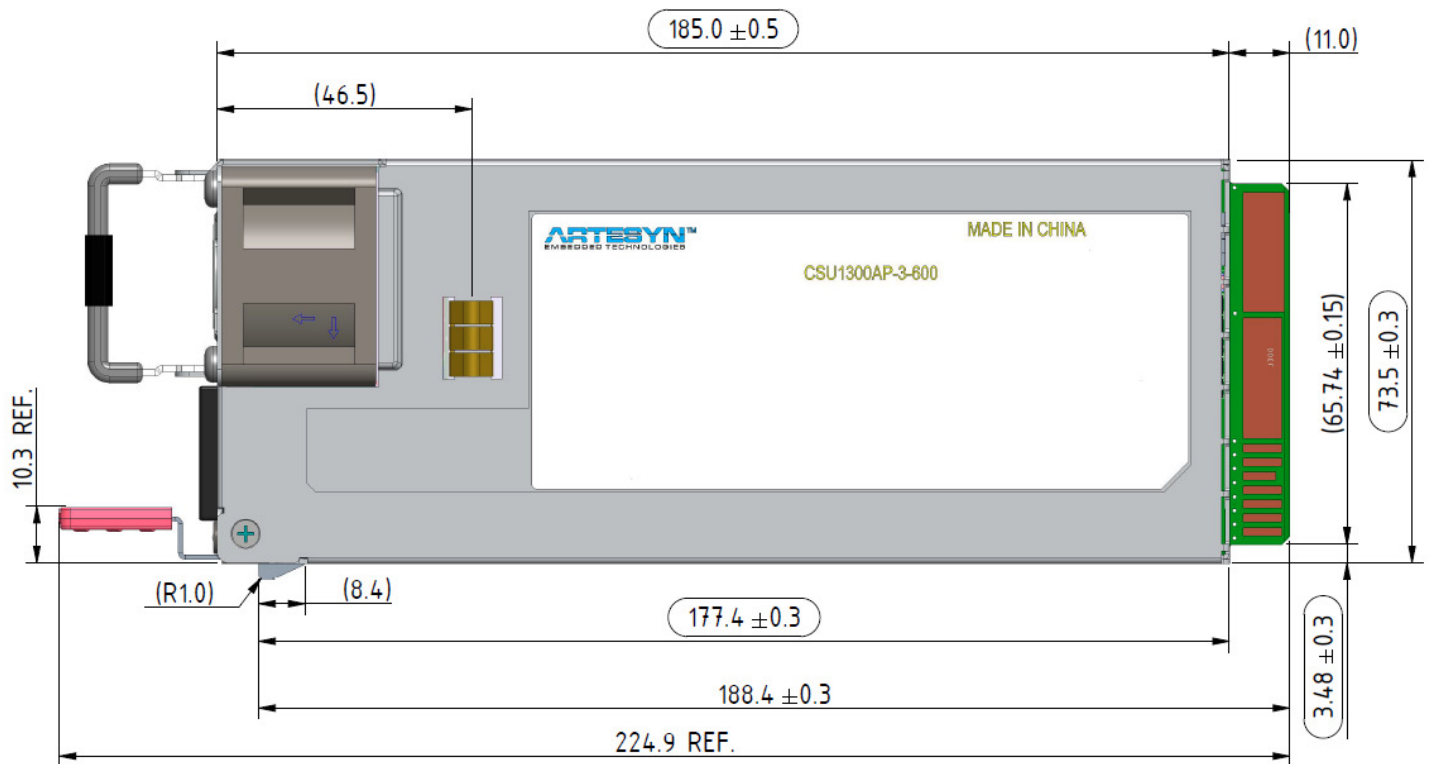 185.0 ±0.5
(11.0)
(46.5)
ARTESYN™
EMBEDDED TECHNOLOGIES
MADE IN CHINA
CSU1300AP-3-600
J300
(65.74 ±0.15)
73.5 ±0.3
10.3 REF.
(R1.0)
(8.4)
177.4 ±0.3
3.48 ±0.3
188.4 ±0.3
224.9 REF.